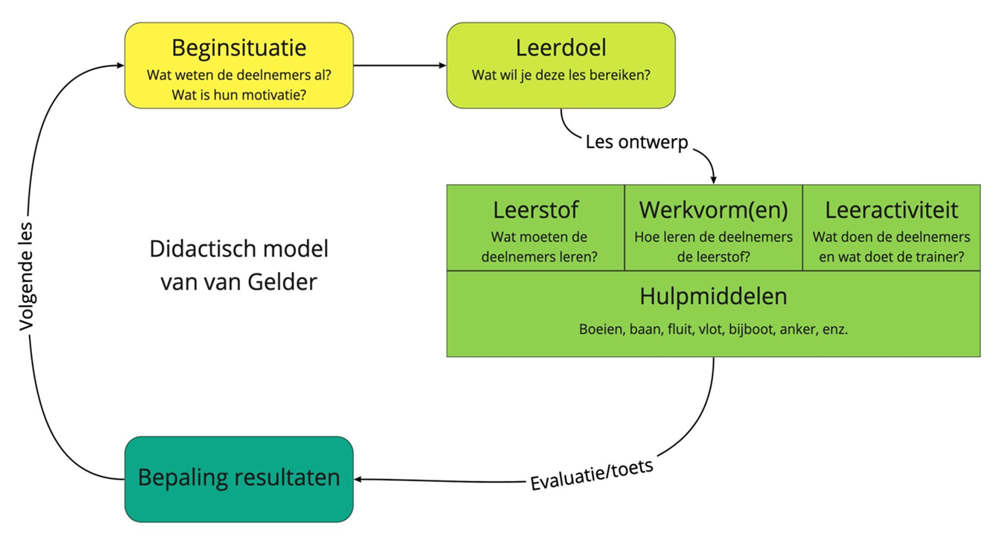 Beginsituatie
Wat weten de deelnemers al?
Wat is hun motivatie?
Leerdoel
Wat wil je deze les bereiken?
Les ontwerp
Leerstof
Wat moeten de
deelnemers leren?
Werkvorm(en)
Hoe leren de deelnemers
de leerstof?
Leeractiviteit
Wat doen de deelnemers
en wat doet de trainer?
Hulpmiddelen
Boeien, baan, fluit, vlot, bijboot, anker, enz.
Evaluatie/toets
Bepaling resultaten
Volgende les
Didactisch model
van van Gelder